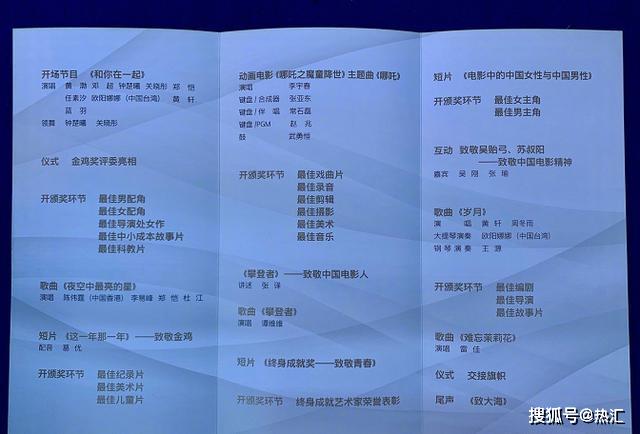 开场节目 《和你在一起》
演唱 黄 渤 邓 超 钟楚曦 关晓彤 郑 恺
任素汐 欧阳娜娜（中国台湾） 黄 轩
蓝 羽
领舞 钟楚曦 关晓彤
仪式 金鸡奖评委亮相
开颁奖环节 最佳男配角
最佳女配角
最佳导演处女作
最佳中小成本故事片
最佳科教片
歌曲《夜空中最亮的星》
演唱 陈伟霆（中国香港） 李易峰 郑 恺 杜 江
短片 《这一年那一年》——致敬金鸡
配音 葛 优
开颁奖环节 最佳纪录片
最佳美术片
最佳儿童片
动画电影《哪吒之魔童降世》主题曲《哪吒》
演唱 李宇春
键盘/合成器 张亚东
键盘/伴 唱 常石磊
键盘/PGM 赵 兆
鼓 武勇恒
开颁奖环节 最佳戏曲片
最佳录音
最佳剪辑
最佳摄影
最佳美术
最佳音乐
《攀登者》——致敬中国电影人
讲述 张 译
歌曲《攀登者》
演唱 谭维维
短片 《终身成就奖——致敬青春》
开颁奖环节 终身成就艺术家荣誉表彰
短片 《电影中的中国女性与中国男性》
开颁奖环节 最佳女主角
最佳男主角
互动 致敬吴贻弓、苏叔阳
——致敬中国电影精神
嘉宾 吴 刚 张 瑜
歌曲《岁月》
演 唱 黄 轩 周冬雨
大提琴演奏 欧阳娜娜（中国台湾）
钢琴演奏 王 源
开颁奖环节 最佳编剧
最佳导演
最佳故事片
歌曲《难忘茉莉花》
演唱 雷 佳
仪式 交接旗帜
尾声 《致大海》
搜狐号@热汇